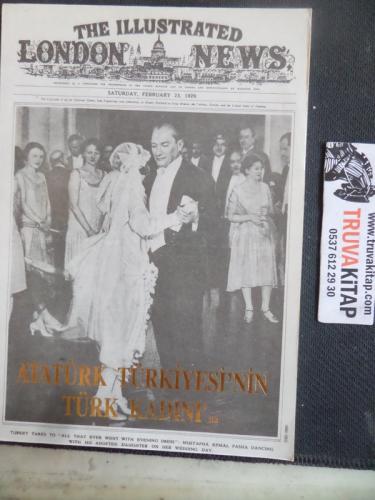 THE ILLUSTRATED
LONDON NEWS
SATURDAY, FEBRUARY 23, 1929.
ATATÜRK TÜRKİYESİ'NİN
TÜRK KADINI
TURKEY TAKES TO "ALL THAT EVER WENT WITH EVENING DRESS": MUSTAPHA KEMAL PASHA DANCING
WITH HIS ADOPTED DAUGHTER ON HER WEDDING DAY.
www.truvakitap.com
TRUVAKiTAP
0537 612 29 30